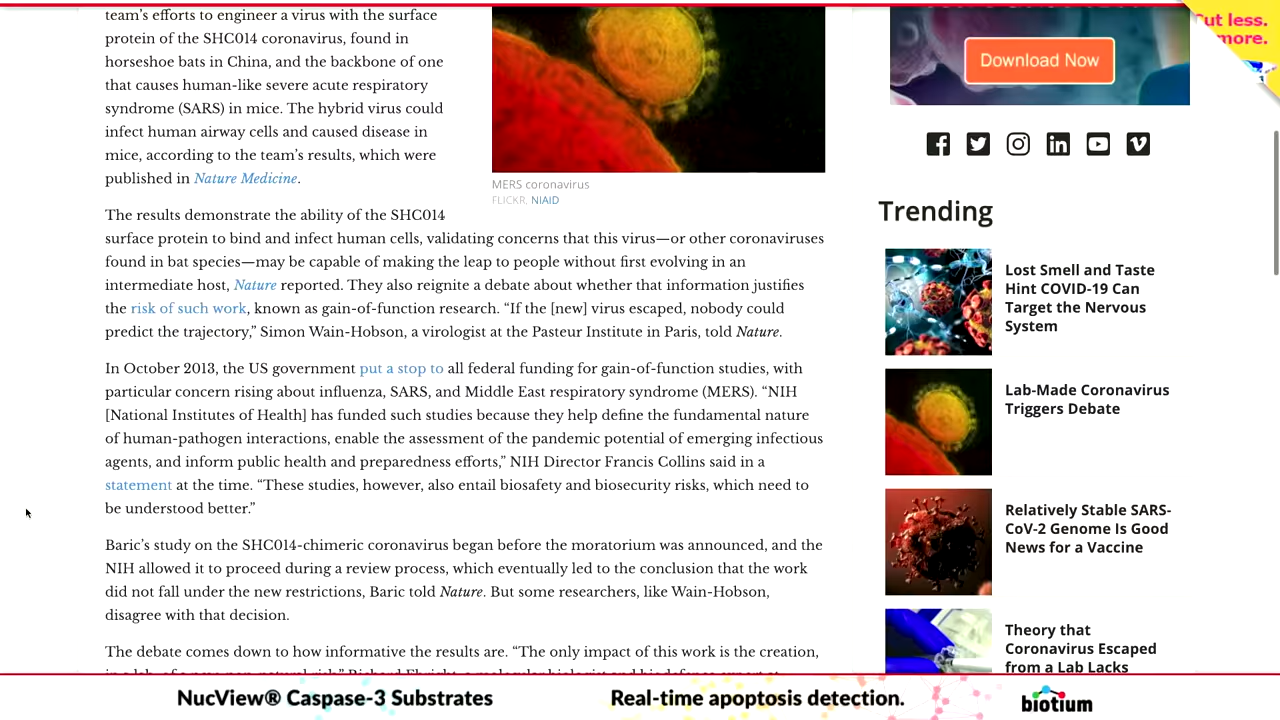 team’s efforts to engineer a virus with the surface
protein of the SHC014 coronavirus, found in
horseshoe bats in China, and the backbone of one
that causes human-like severe acute respiratory
syndrome (SARS) in mice. The hybrid virus could
infect human airway cells and caused disease in
mice, according to the team’s results, which were
published in Nature Medicine.
MERS coronavirus
FLICKR, NIAID
The results demonstrate the ability of the SHC014
surface protein to bind and infect human cells, validating concerns that this virus—or other coronaviruses
found in bat species—may be capable of making the leap to people without first evolving in an
intermediate host, Nature reported. They also reignite a debate about whether that information justifies
the risk of such work, known as gain-of-function research. “If the [new] virus escaped, nobody could
predict the trajectory,” Simon Wain-Hobson, a virologist at the Pasteur Institute in Paris, told Nature.
In October 2013, the US government put a stop to all federal funding for gain-of-function studies, with
particular concern rising about influenza, SARS, and Middle East respiratory syndrome (MERS). “NIH
[National Institutes of Health] has funded such studies because they help define the fundamental nature
of human-pathogen interactions, enable the assessment of the pandemic potential of emerging infectious
agents, and inform public health and preparedness efforts,” NIH Director Francis Collins said in a
statement at the time. “These studies, however, also entail biosafety and biosecurity risks, which need to
be understood better.”
Baric’s study on the SHC014-chimeric coronavirus began before the moratorium was announced, and the
NIH allowed it to proceed during a review process, which eventually led to the conclusion that the work
did not fall under the new restrictions, Baric told Nature. But some researchers, like Wain-Hobson,
disagree with that decision.
The debate comes down to how informative the results are. “The only impact of this work is the creation,
Download Now
ut less.
more.
Trending
Lost Smell and Taste
Hint COVID-19 Can
Target the Nervous
System
Lab-Made Coronavirus
Triggers Debate
Relatively Stable SARS-
CoV-2 Genome Is Good
News for a Vaccine
Theory that
Coronavirus Escaped
from a Lab Lacks
NucView® Caspase-3 Substrates
Real-time apoptosis detection.
biotium